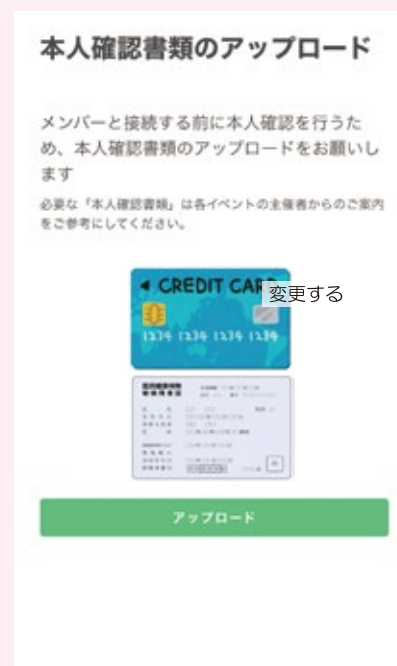 本人確認書類のアップロード
メンバーと接続する前に本人確認を行うた
め、本人確認書類のアップロードをお願いし
ます
必要な「本人確認書類」は各イベントの主催者からのご案内
をご参考にしてください。
CREDIT CARD
変更する
1234 1234 1234 1234
アップロード